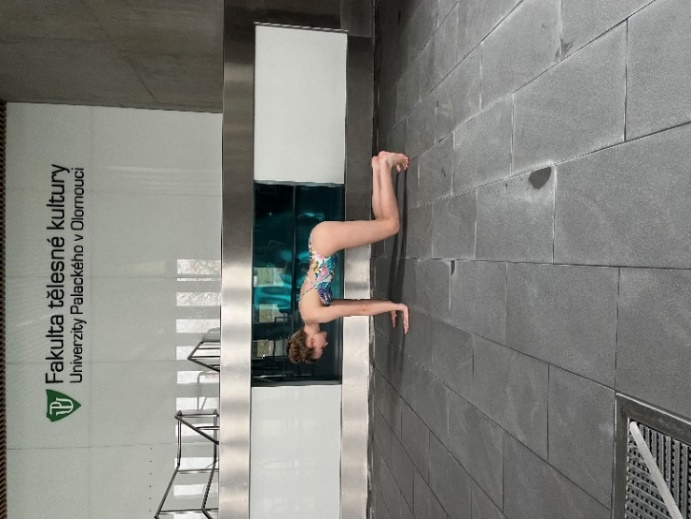 Fakulta tělesné kultury
Univerzity Palackého v Olomouci